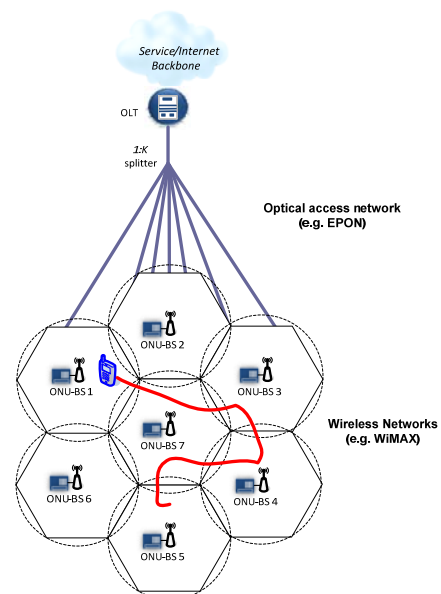 Service/Internet
Backbone
OLT
1:K
splitter
Optical access network
(e.g. EPON)
ONU-BS 2
ONU-BS 1
ONU-BS 3
ONU-BS 7
Wireless Networks
(e.g. WiMAX)
ONU-BS 6
ONU-BS 4
ONU-BS 5